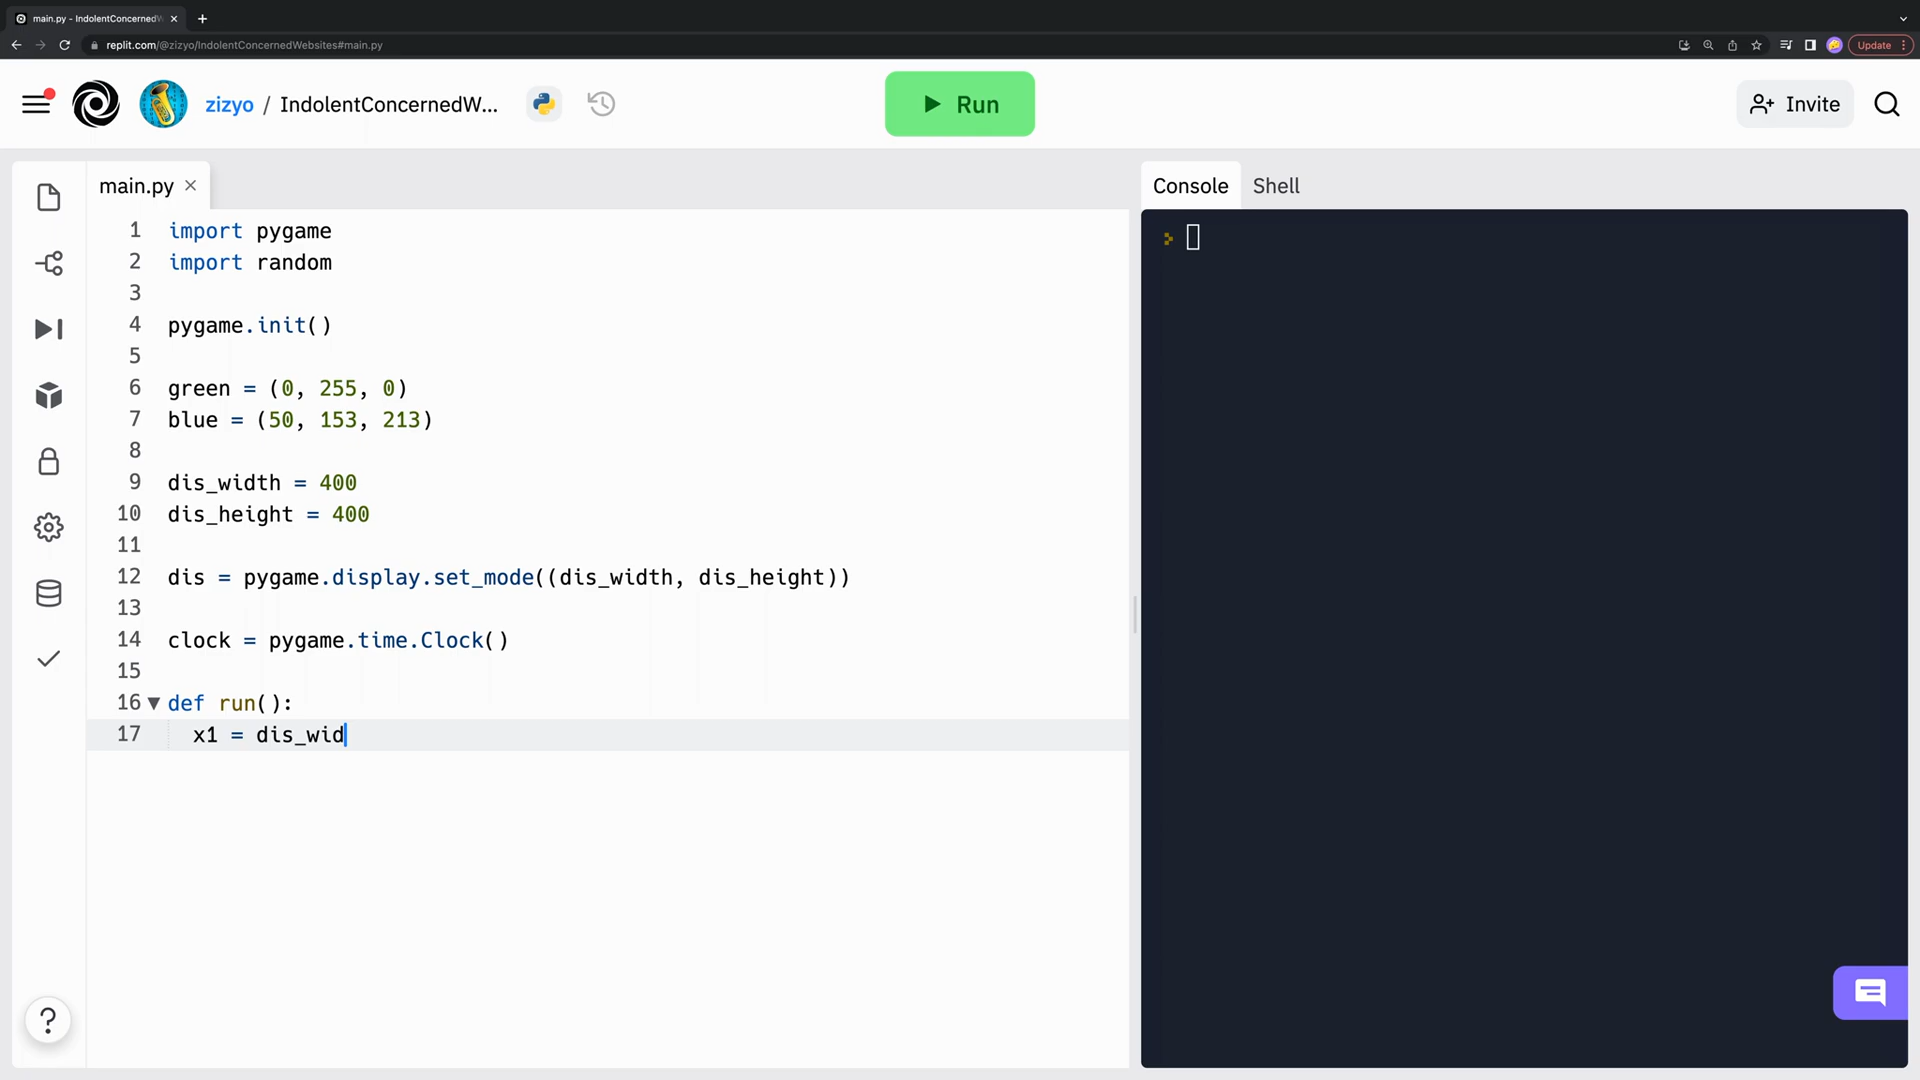 main.py - IndolentConcernedW
replit.com/@zizyo/IndolentConcernedWebsites#main.py
Update
zizyo / IndolentConcernedW...
Run
Invite
main.py
Console
Shell
1 import pygame
2 import random
3
4 pygame.init()
5
6 green = (0, 255, 0)
7 blue = (50, 153, 213)
8
9 dis_width = 400
10 dis_height = 400
11
12 dis = pygame.display.set_mode((dis_width, dis_height))
13
14 clock = pygame.time.Clock()
15
16 def run():
17 x1 = dis_wid
?